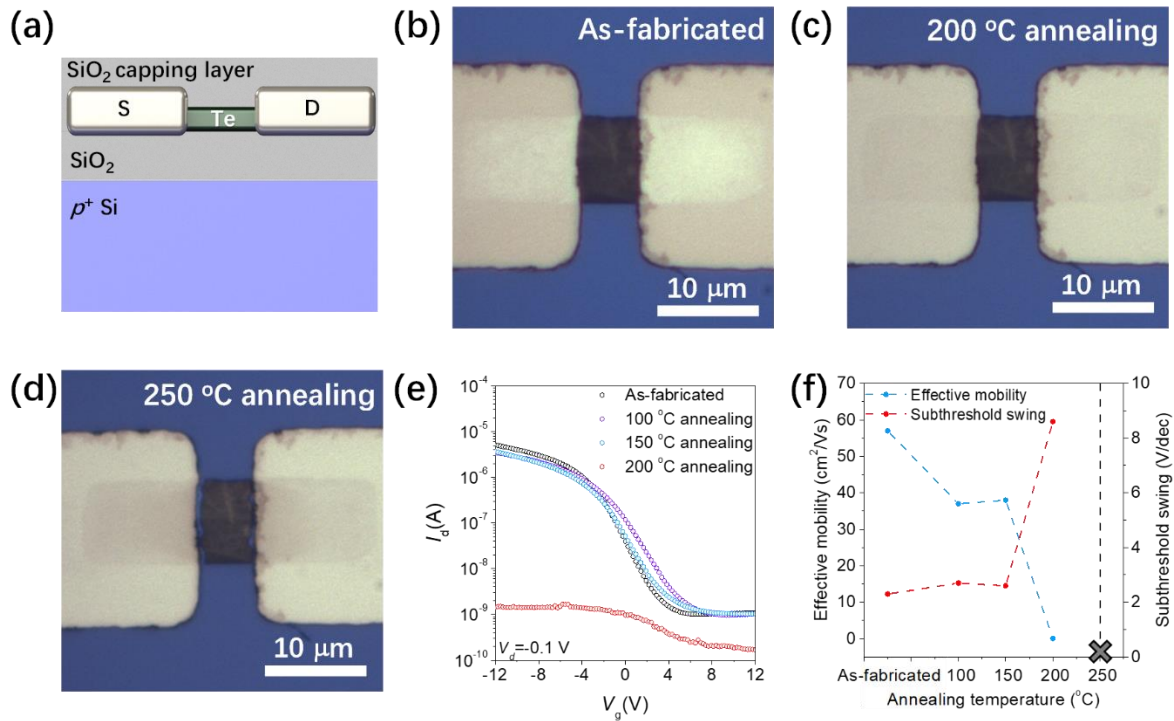 (a)
SiO₂ capping layer
S
Te
D
SiO₂
p⁺ Si
(b)
As-fabricated
10 μm
(c)
200 °C annealing
10 μm
(d)
250 °C annealing
10 μm
(e)
10⁻⁴
10⁻⁵
10⁻⁶
10⁻⁷
10⁻⁸
10⁻⁹
10⁻¹⁰
I_d(A)
As-fabricated
100 °C annealing
150 °C annealing
200 °C annealing
V_d=-0.1 V
-12 -8 -4 0 4 8 12
V_g(V)
(f)
70
60
50
40
30
20
10
0
Effective mobility (cm²/Vs)
Effective mobility
Subthreshold swing
10
8
6
4
2
0
Subthreshold swing (V/dec)
As-fabricated 100 150 200 250
Annealing temperature (°C)